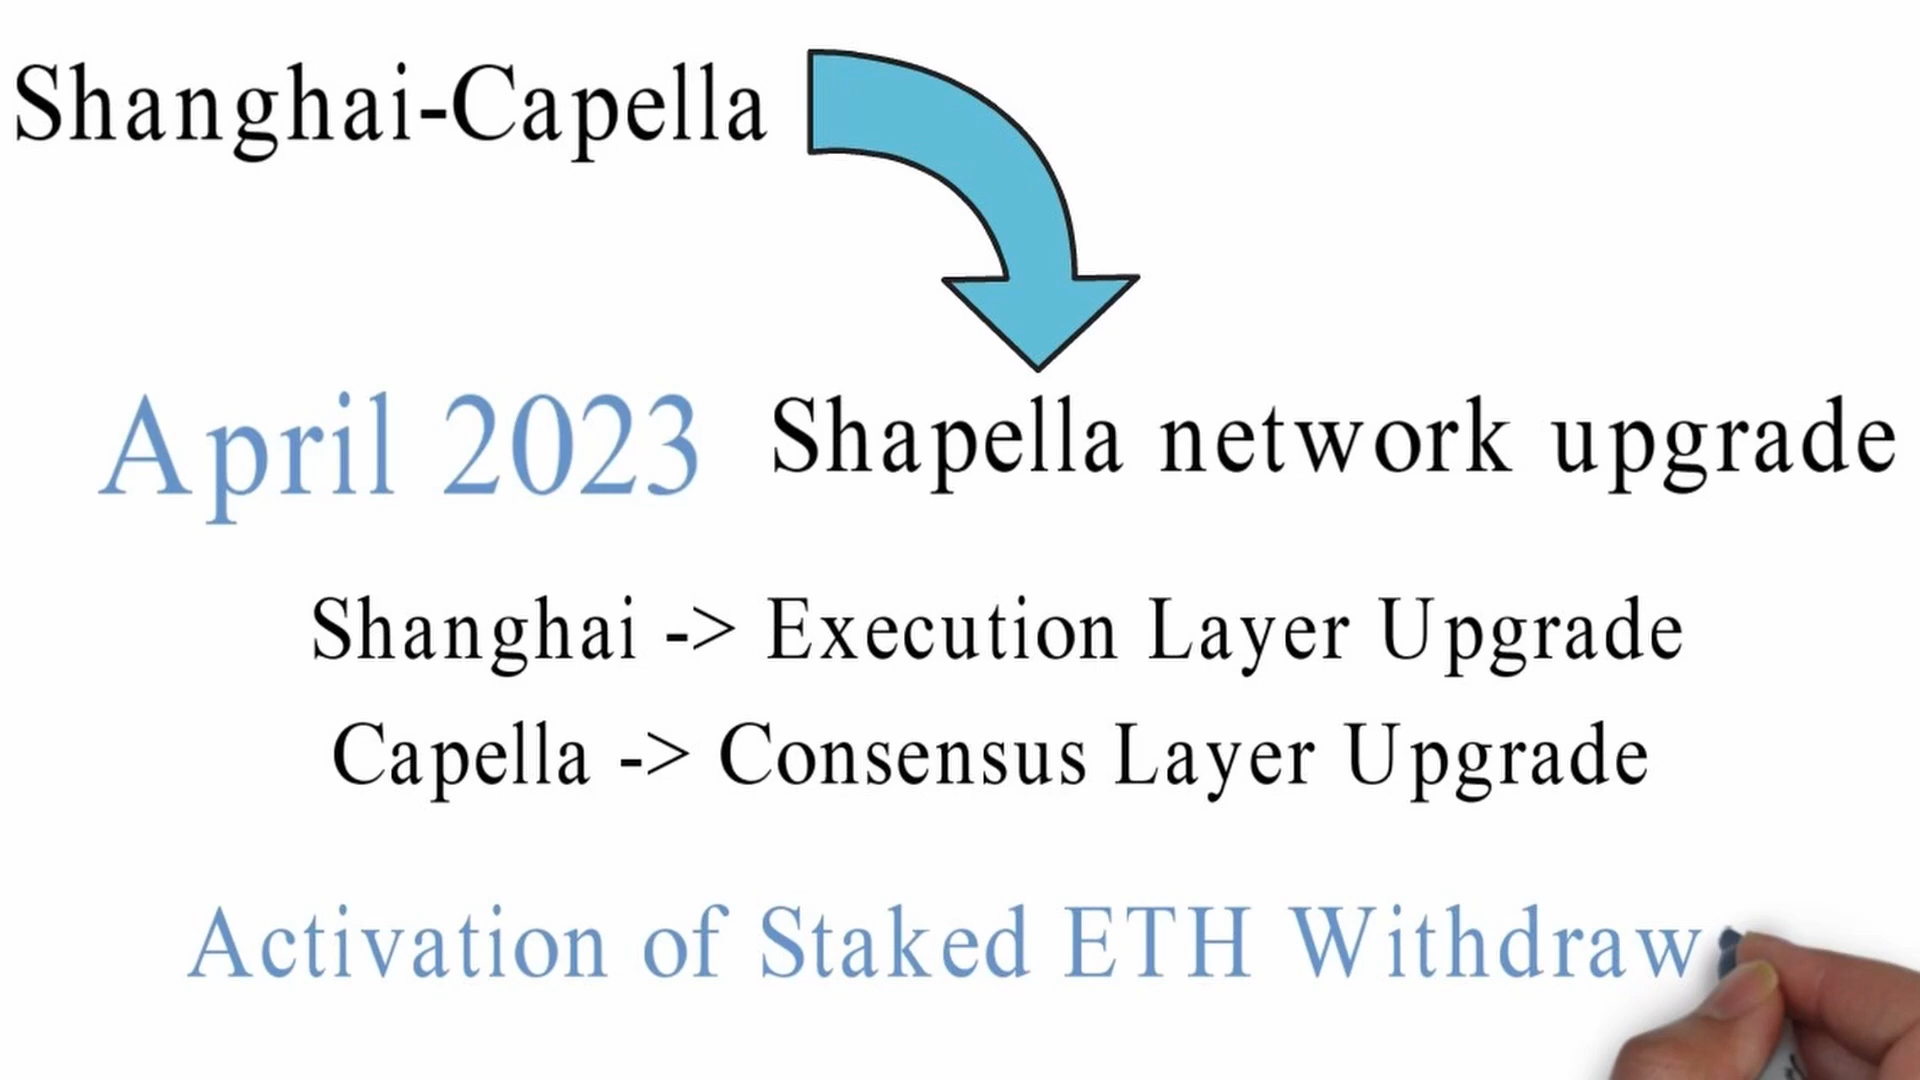 Shanghai-Capella
April 2023
Shapella network upgrade
Shanghai -> Execution Layer Upgrade
Capella -> Consensus Layer Upgrade
Activation of Staked ETH Withdraw